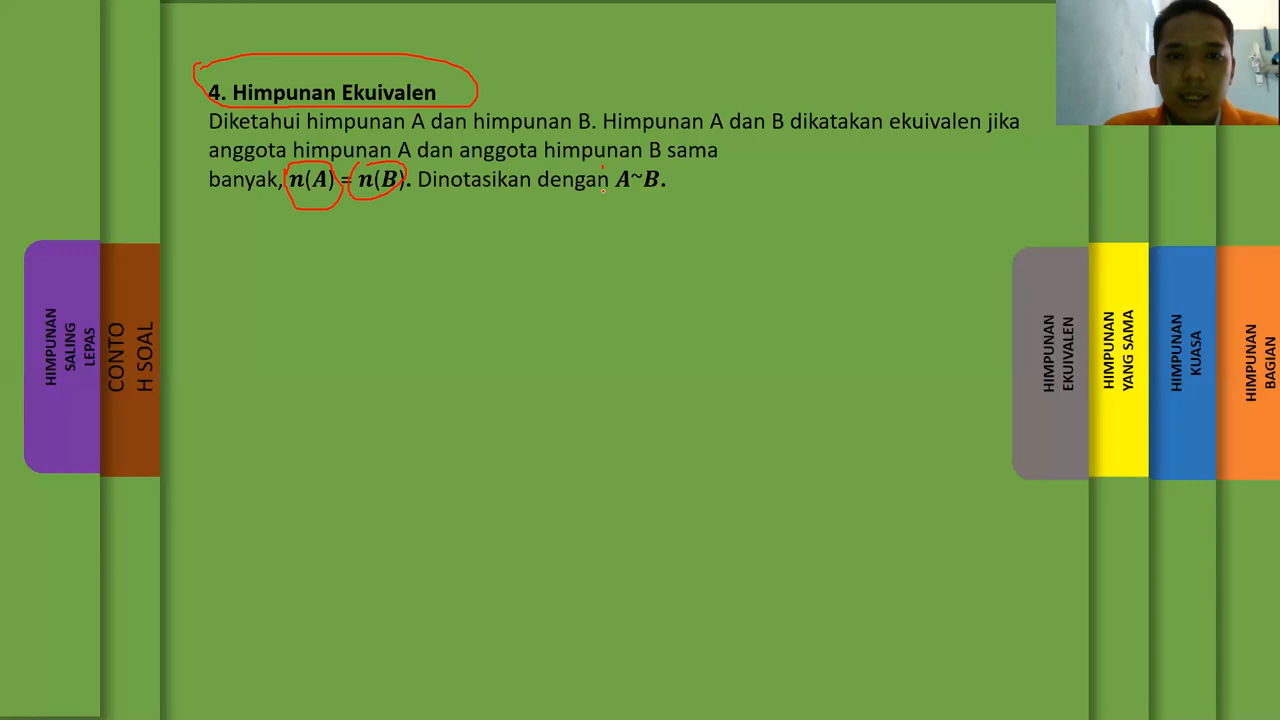 4. Himpunan Ekuivalen
Diketahui himpunan A dan himpunan B. Himpunan A dan B dikatakan ekuivalen jika
anggota himpunan A dan anggota himpunan B sama
banyak, n(A) = n(B). Dinotasikan dengan A~B.
HIMPUNAN
SALING
LEPAS
CONTO
H SOAL
HIMPUNAN
EKUIVALEN
HIMPUNAN
YANG SAMA
HIMPUNAN
KUASA
HIMPUNAN
BAGIAN